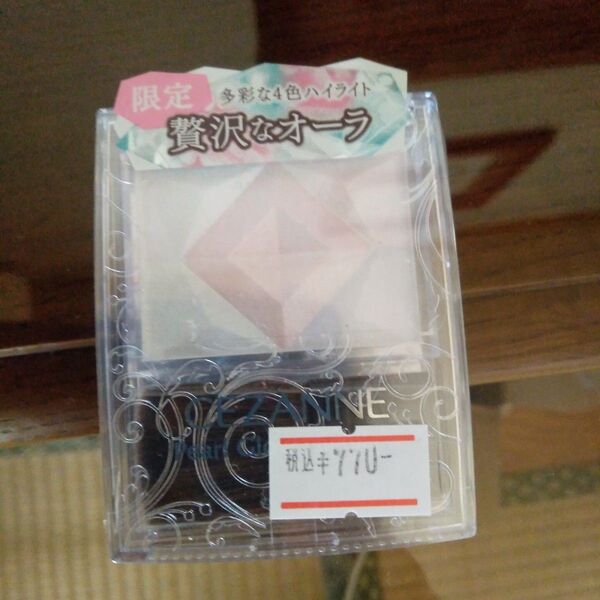 限定
多彩な4色ハイライト
贅沢なオーラ
CEZANNE
Pearl
税込¥770-